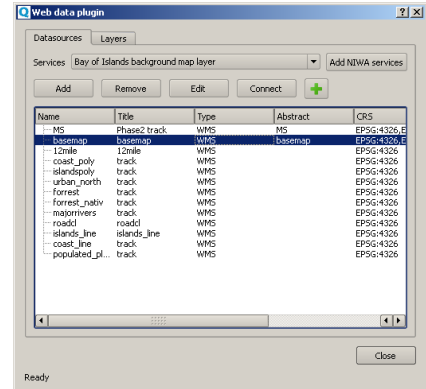 Web data plugin
Datasources Layers
Services Bay of Islands background map layer Add NIWA services
Add Remove Edit Connect
Name Title Type Abstract CRS
MS Phase2 track WMS MS EPSG:4326,E
basemap basemap WMS basemap EPSG:4326,E
12mile 12mile WMS EPSG:4326
coast_poly track WMS EPSG:4326
islandspoly track WMS EPSG:4326
urban_north track WMS EPSG:4326
forrest track WMS EPSG:4326
forrest_nativ track WMS EPSG:4326
majorrivers track WMS EPSG:4326
roadcl roadcl WMS EPSG:4326
islands_line islands_line WMS EPSG:4326
coast_line track WMS EPSG:4326
populated_pl... track WMS EPSG:4326
Close
Ready